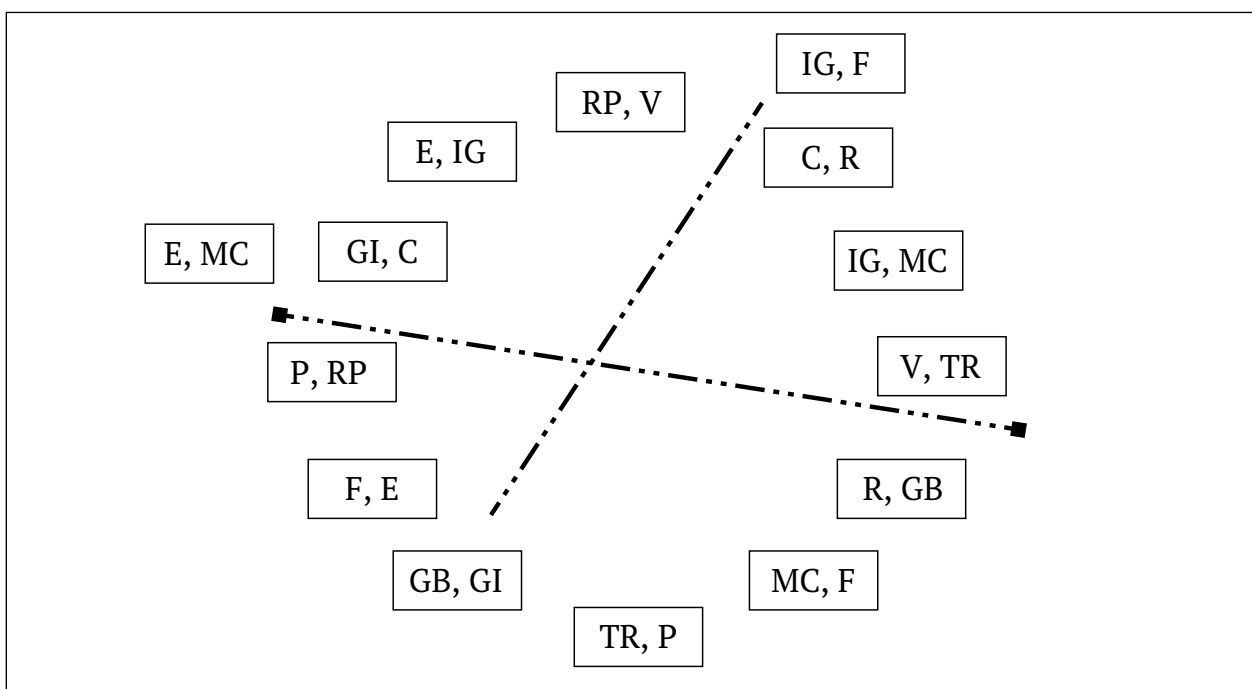 IG, F
RP, V
E, IG
C, R
E, MC
GI, C
IG, MC
P, RP
V, TR
F, E
R, GB
GB, GI
MC, F
TR, P